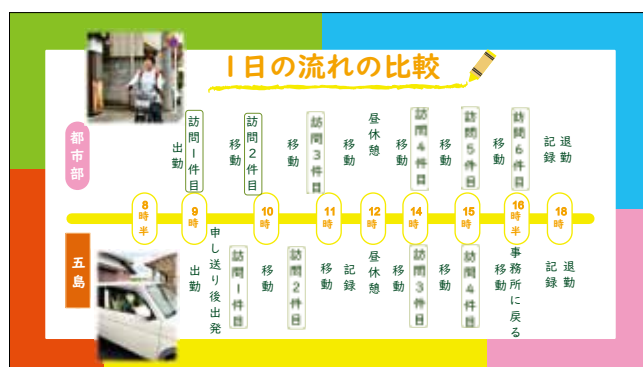 1日の流れの比較
都市部
出勤
訪問1件目
移動
訪問2件目
移動
訪問3件目
移動
昼休憩
移動
訪問4件目
移動
訪問5件目
移動
訪問6件目
記録
退勤
8時半
9時
10時
11時
12時
14時
15時
16時半
18時
五島
出勤
申し送り後出発
訪問1件目
移動
訪問2件目
移動
記録
昼休憩
移動
訪問3件目
移動
訪問4件目
移動
事務所に戻る
記録
退勤